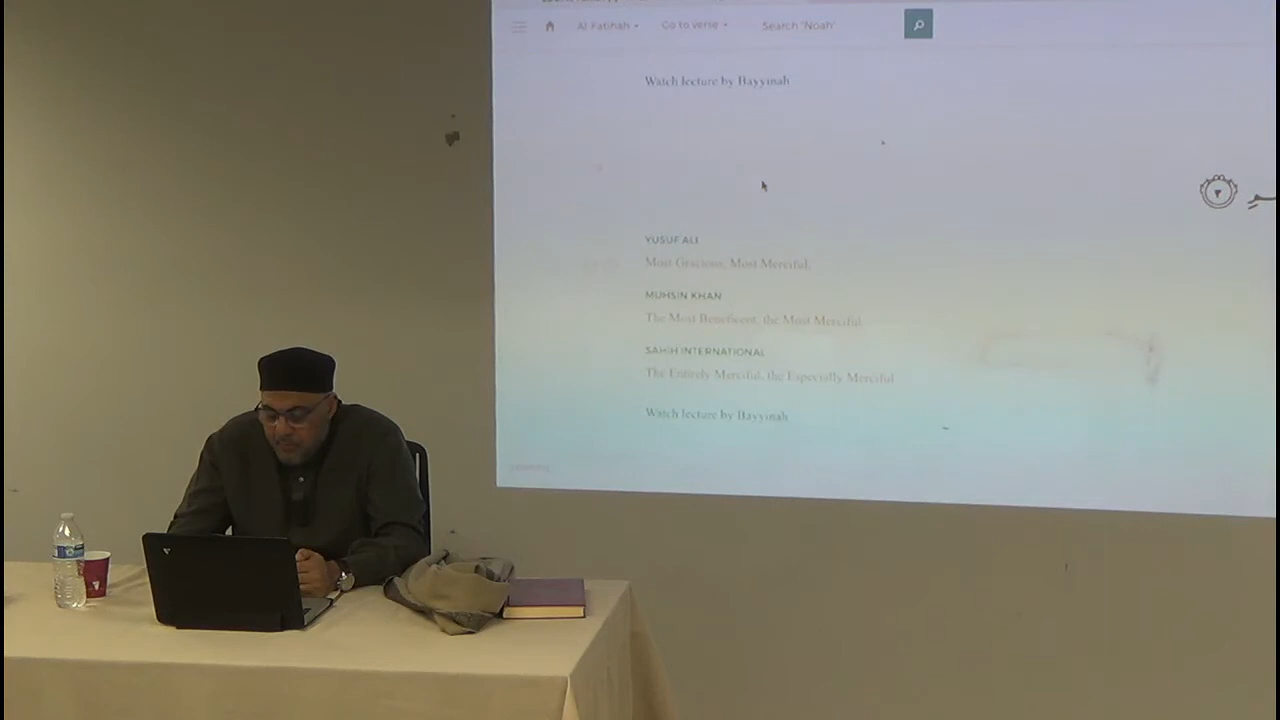 Al Fatihah
Go to verse
Search "Noah"
Watch lecture by Bayyinah
٣
YUSUF ALI
Most Gracious, Most Merciful;
MUHSIN KHAN
The Most Beneficent, the Most Merciful.
SAHIH INTERNATIONAL
The Entirely Merciful, the Especially Merciful
Watch lecture by Bayyinah